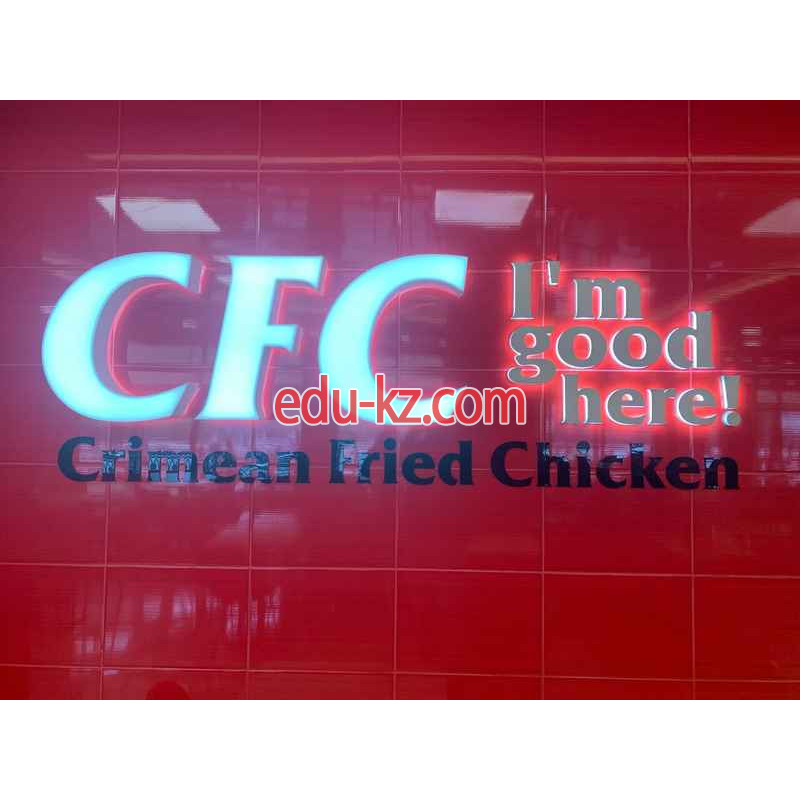 CFC
I'm
good
here!
edu-kz.com
Crimean Fried Chicken